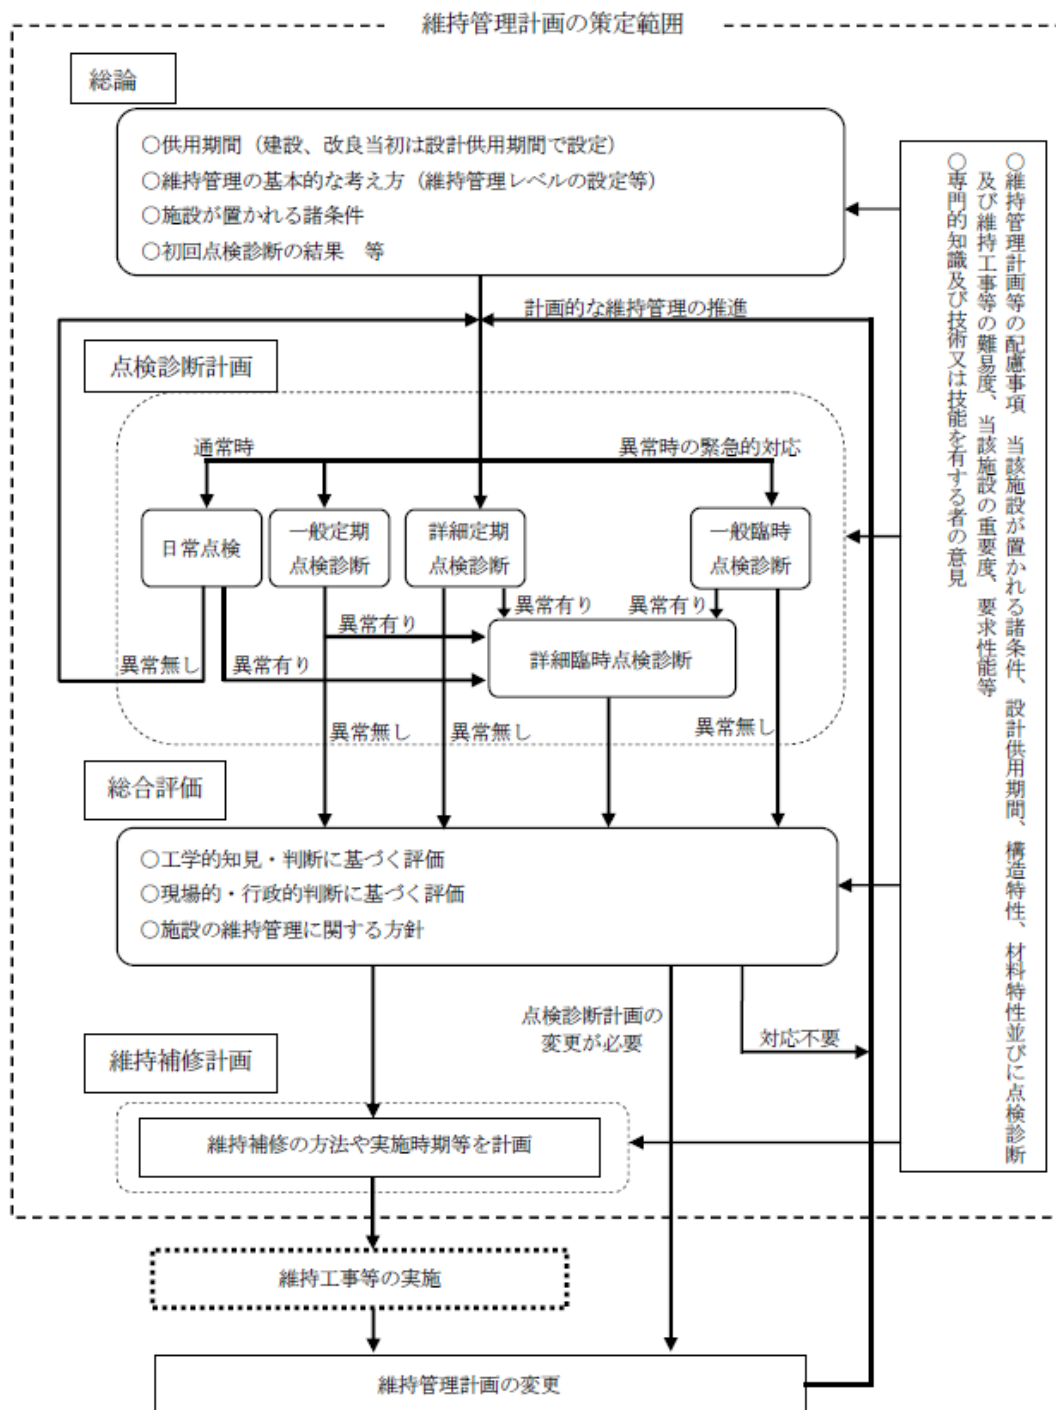 維持管理計画の策定範囲
総論
○供用期間（建設、改良当初は設計供用期間で設定）
○維持管理の基本的な考え方（維持管理レベルの設定等）
○施設が置かれる諸条件
○初回点検診断の結果　等
計画的な維持管理の推進
点検診断計画
通常時
異常時の緊急的対応
日常点検
一般定期
点検診断
詳細定期
点検診断
一般臨時
点検診断
異常有り
異常有り
異常有り
詳細臨時点検診断
異常無し
異常有り
異常無し
異常無し
異常無し
総合評価
○工学的知見・判断に基づく評価
○現場的・行政的判断に基づく評価
○施設の維持管理に関する方針
点検診断計画の
変更が必要
対応不要
維持補修計画
維持補修の方法や実施時期等を計画
維持工事等の実施
維持管理計画の変更
○維持管理計画等の配慮事項　当該施設が置かれる諸条件、設計供用期間、構造特性、材料特性並びに点検診断
及び維持工事等の難易度、当該施設の重要度、要求性能等
○専門的知識及び技術又は技能を有する者の意見